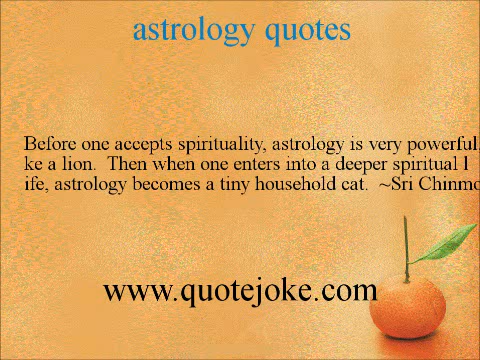 astrology quotes
Before one accepts spirituality, astrology is very powerful,
ke a lion.  Then when one enters into a deeper spiritual l
ife, astrology becomes a tiny household cat.  ~Sri Chinmo
www.quotejoke.com